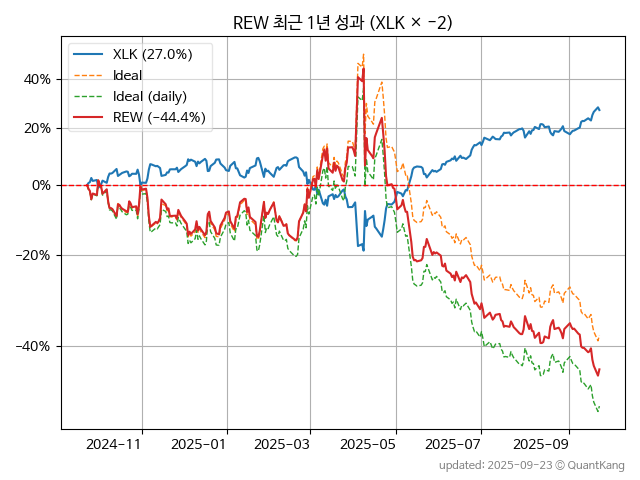 REW 최근 1년 성과 (XLK × −2)
XLK (27.0%)
Ideal
Ideal (daily)
REW (−44.4%)
40%
20%
0%
−20%
−40%
2024-11 2025-01 2025-03 2025-05 2025-07 2025-09
updated: 2025-09-23 © QuantKang